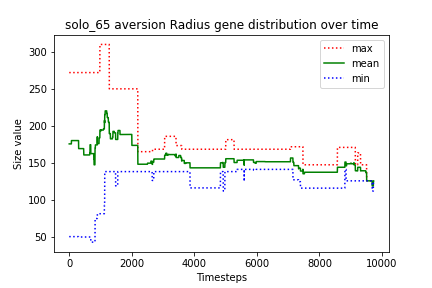 solo_65 aversion Radius gene distribution over time
max
mean
min
Size value
300
250
200
150
100
50
0
2000
4000
6000
8000
10000
Timesteps